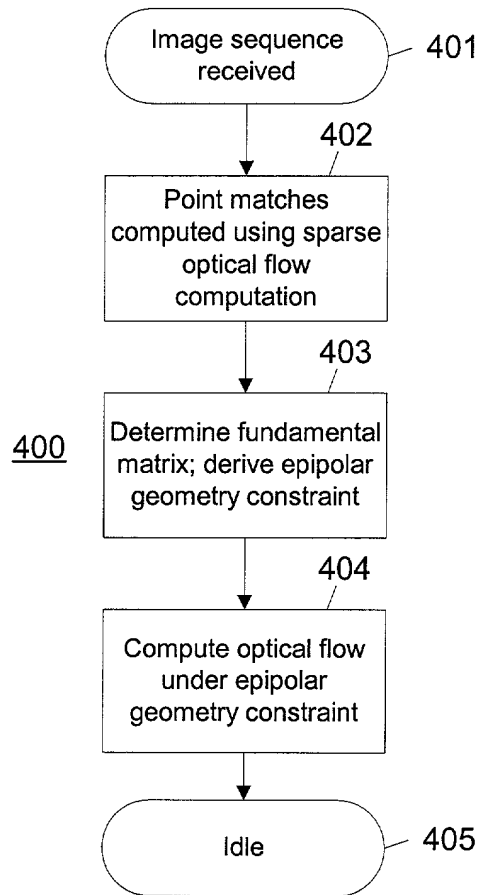 Image sequence
received
401
402
Point matches
computed using sparse
optical flow
computation
403
400
Determine fundamental
matrix; derive epipolar
geometry constraint
404
Compute optical flow
under epipolar
geometry constraint
Idle
405